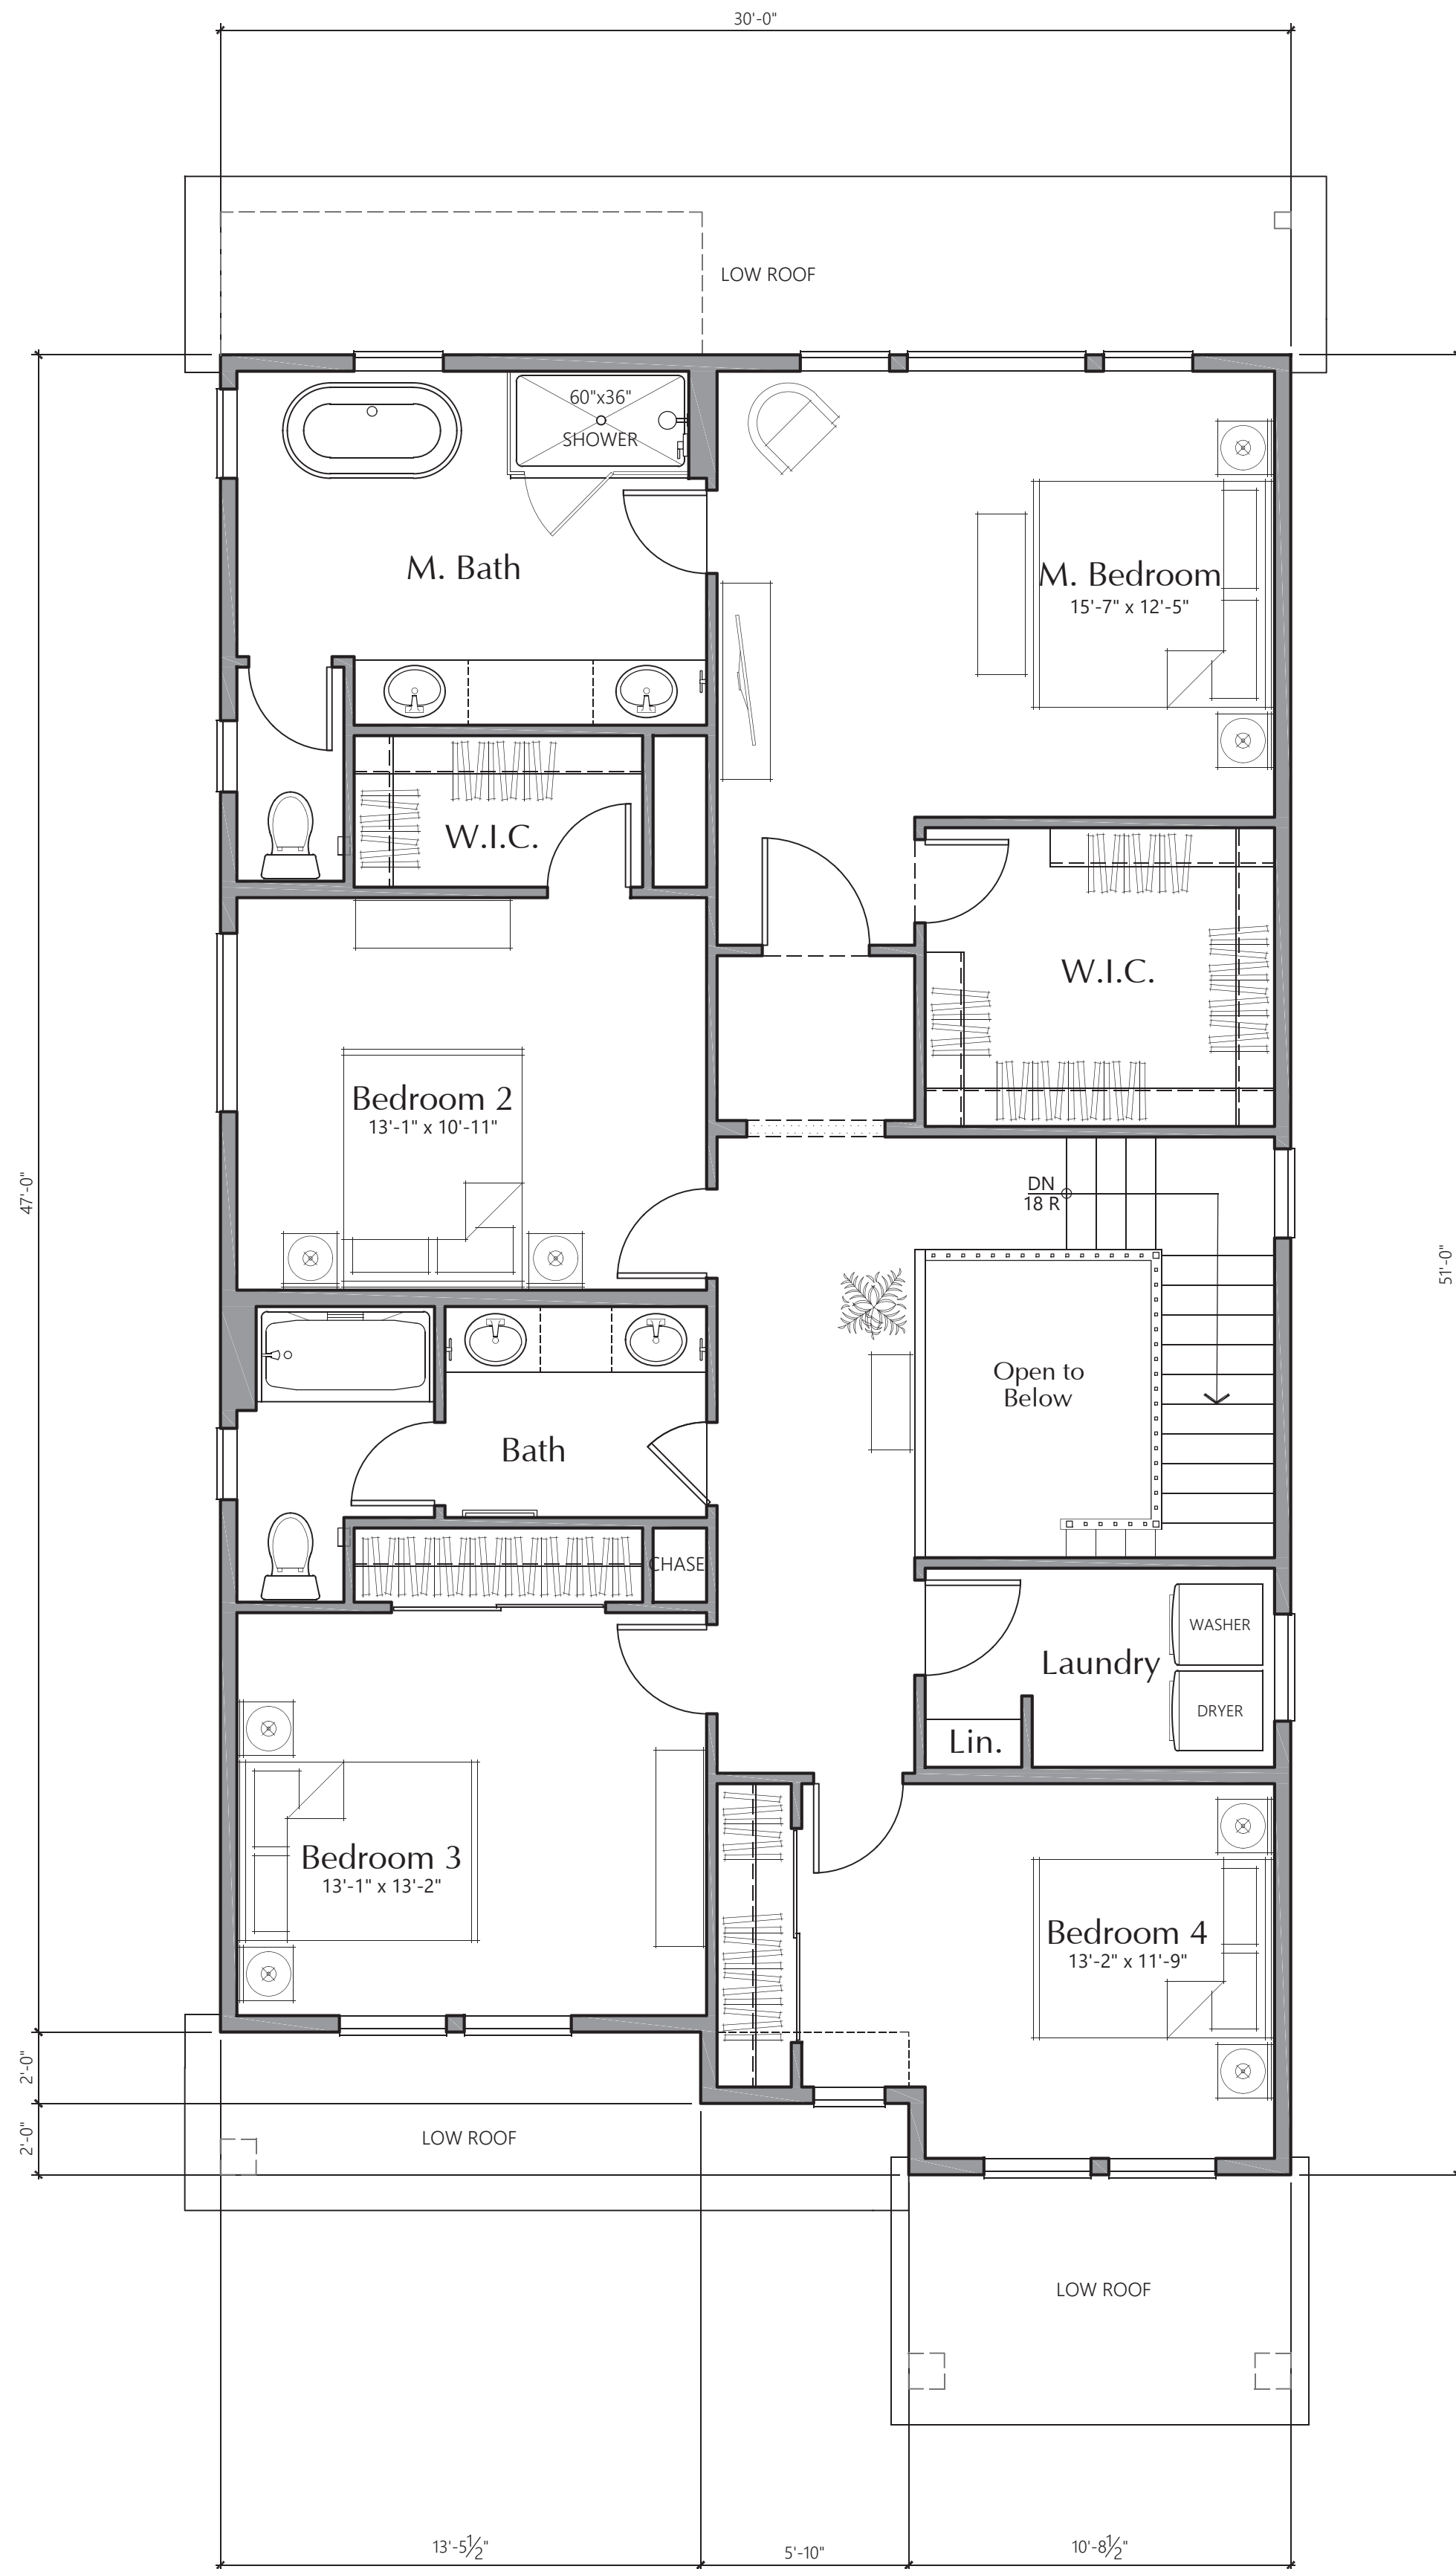 30'-0"
LOW ROOF
60"x36"
SHOWER
M. Bath
M. Bedroom
15'-7" x 12'-5"
W.I.C.
W.I.C.
Bedroom 2
13'-1" x 10'-11"
47'-0"
DN
18 R
51'-0"
Open to
Below
Bath
CHASE
WASHER
Laundry
DRYER
Lin.
Bedroom 3
13'-1" x 13'-2"
Bedroom 4
13'-2" x 11'-9"
2'-0"
2'-0"
LOW ROOF
LOW ROOF
13'-5½"
5'-10"
10'-8½"